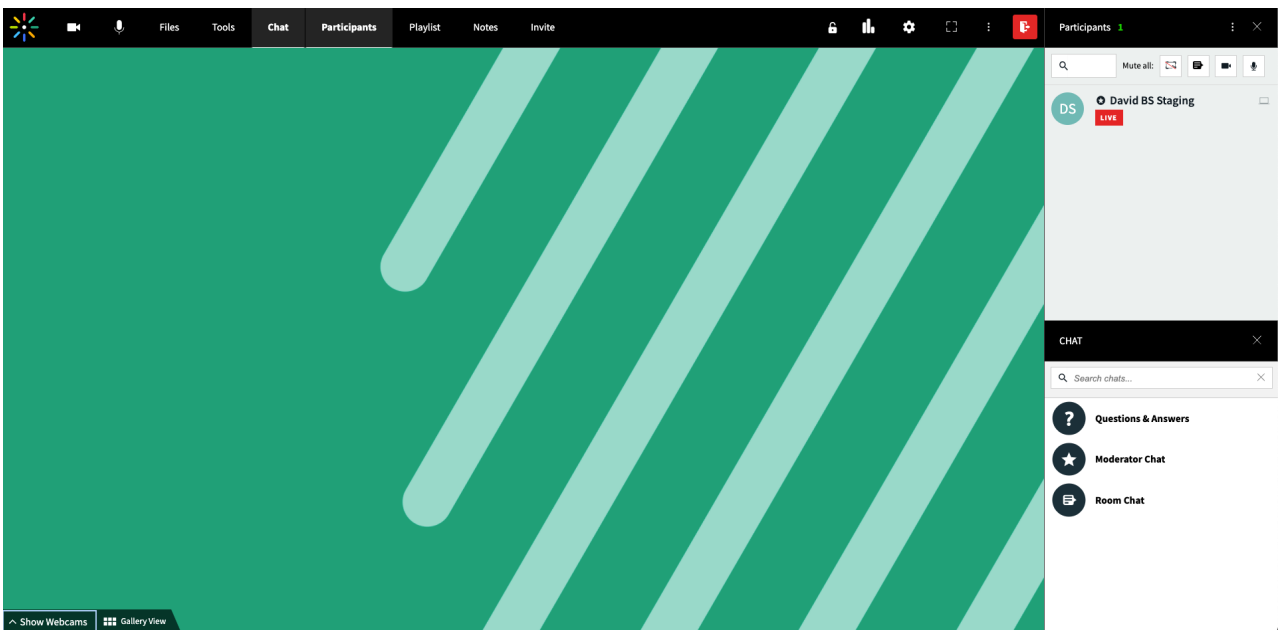 Files
Tools
Chat
Participants
Playlist
Notes
Invite
Participants 1
Mute all:
DS
David BS Staging
LIVE
CHAT
Search chats...
? Questions & Answers
Moderator Chat
Room Chat
Show Webcams
Gallery View